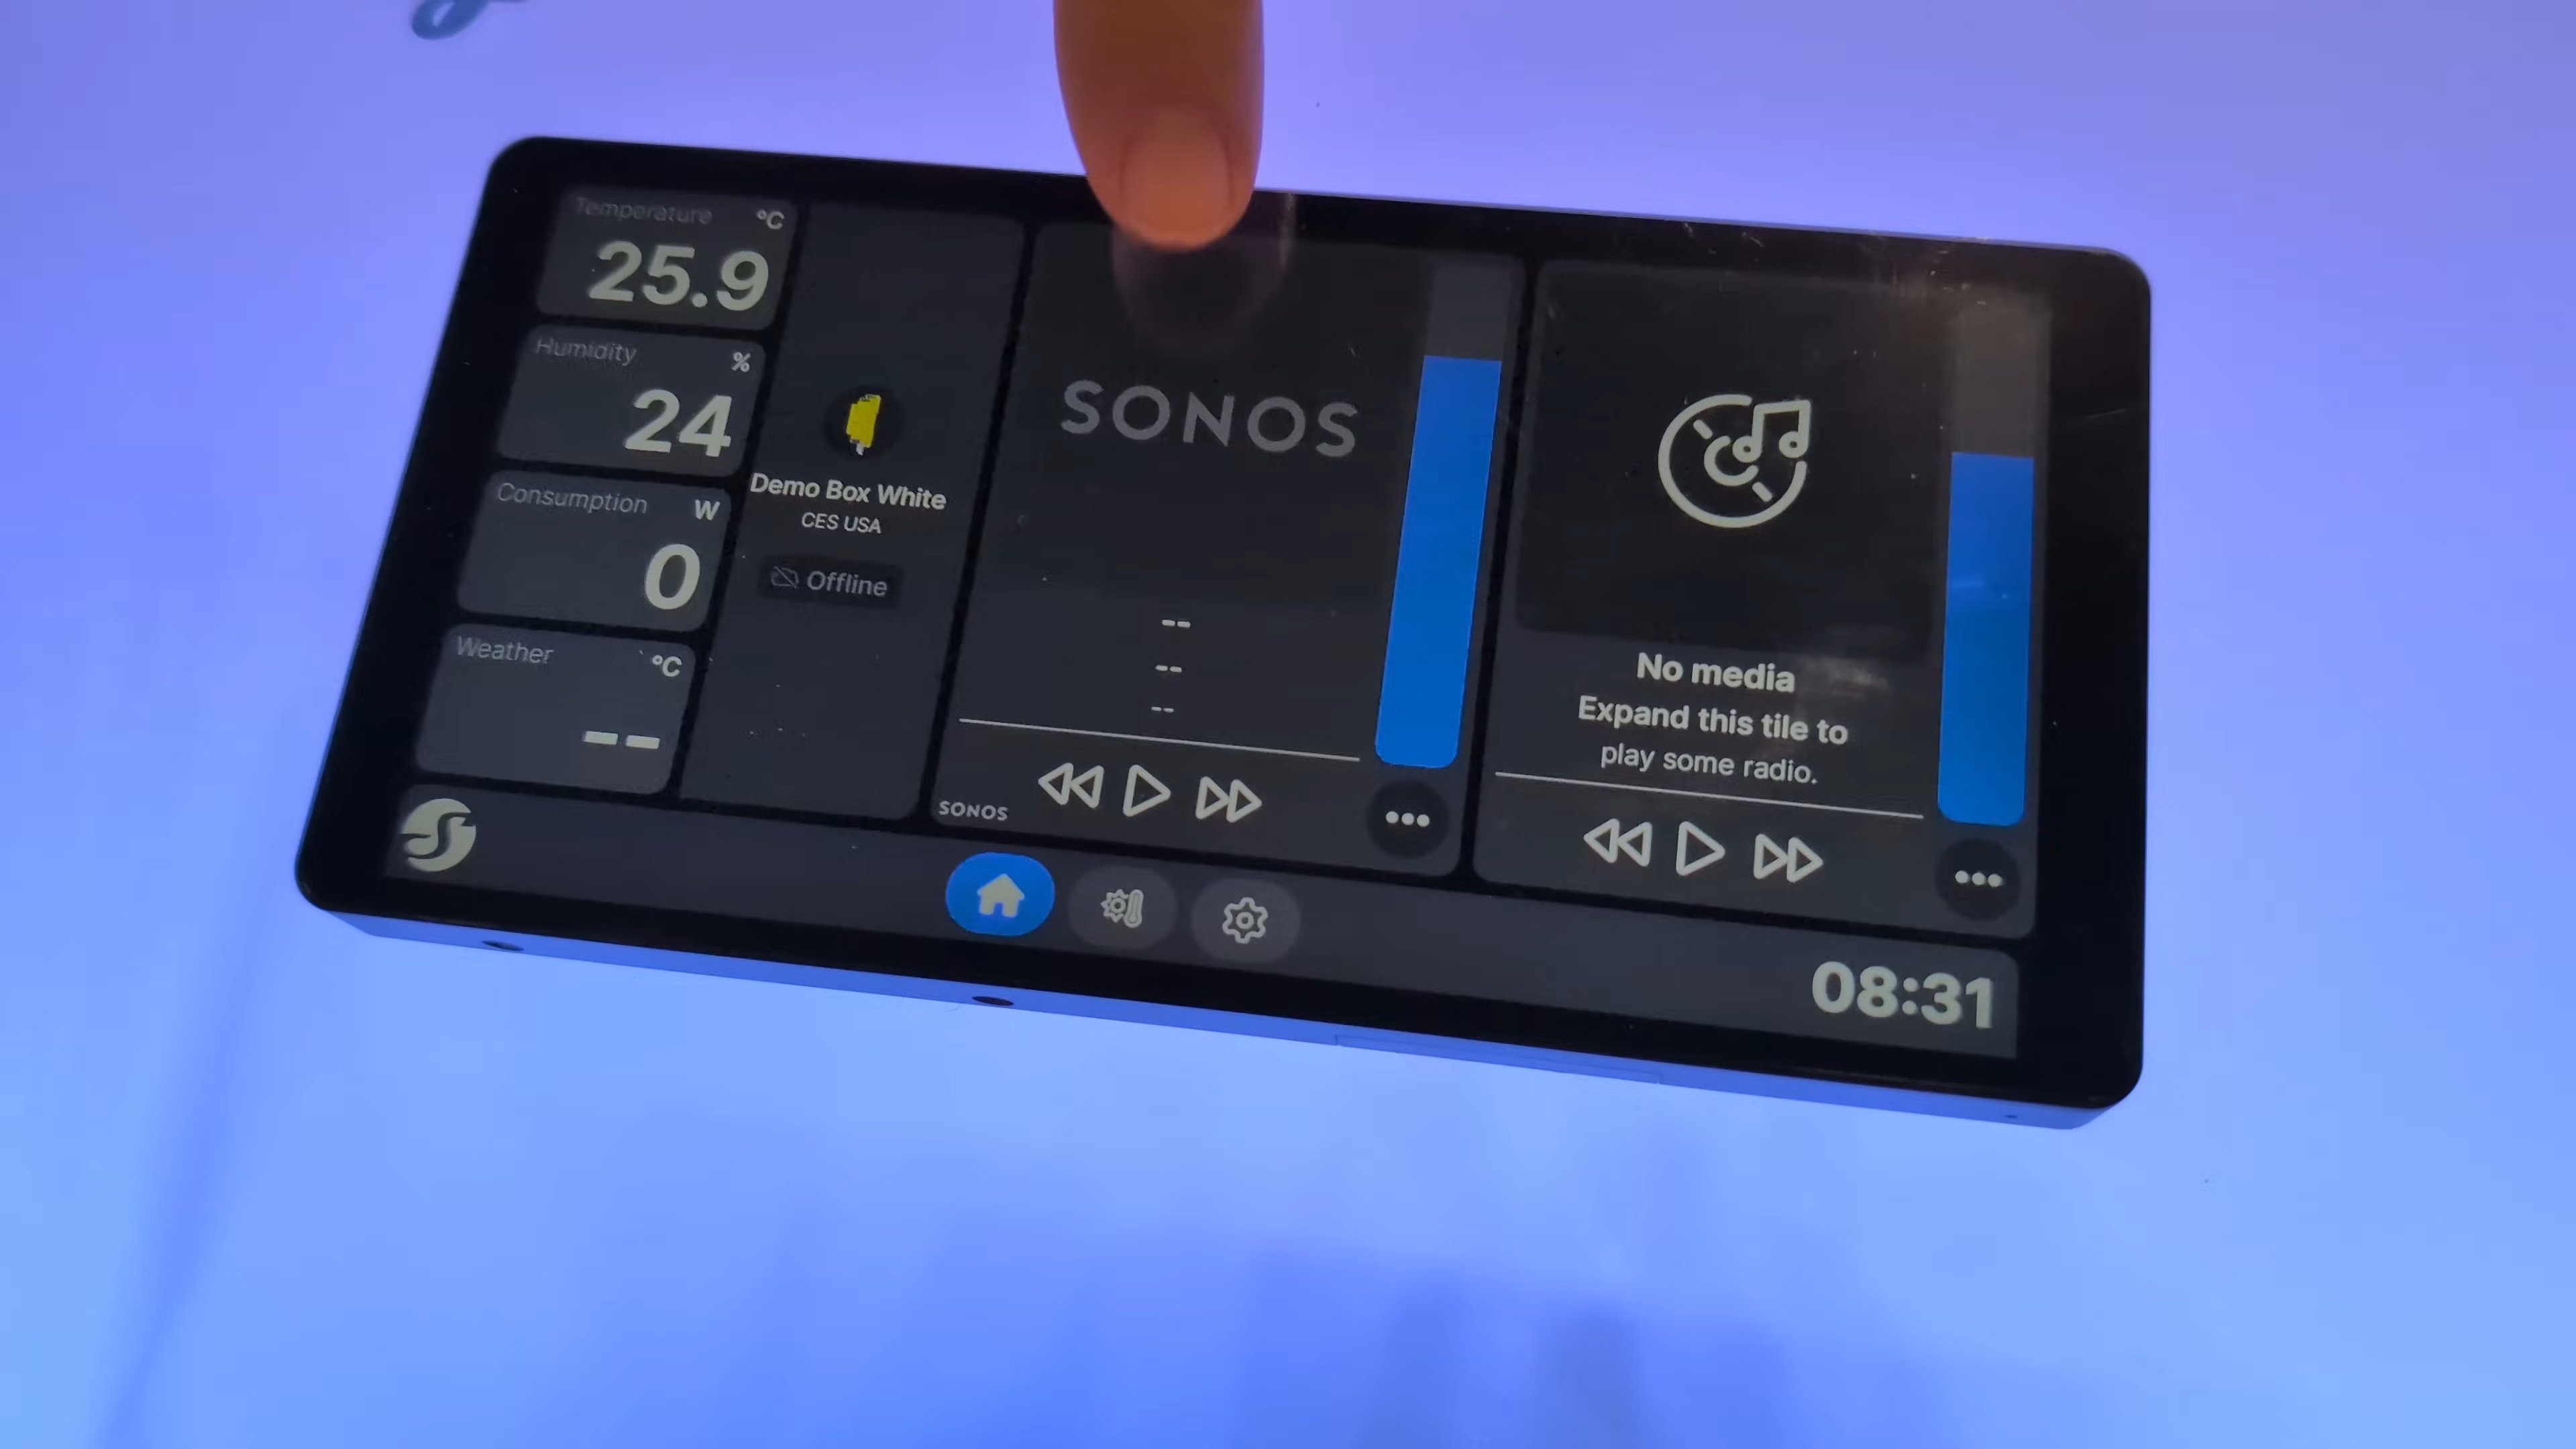 Temperature °C
25.9
Humidity %
24
Consumption W
0
Weather °C
--
Demo Box White
CES USA
Offline
SONOS
--
--
--
SONOS
No media
Expand this tile to
play some radio.
08:31